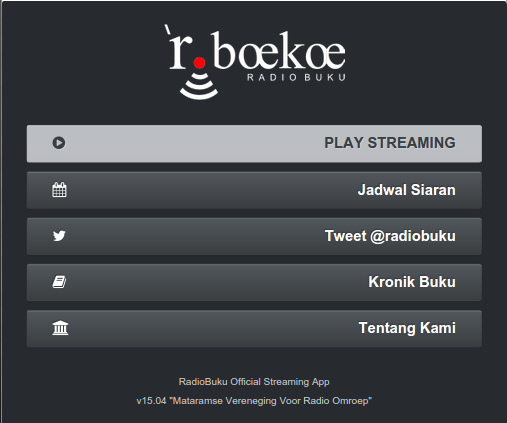 'r.bœkœ
RADIO BUKU
PLAY STREAMING
Jadwal Siaran
Tweet @radiobuku
Kronik Buku
Tentang Kami
RadioBuku Official Streaming App
v15.04 "Mataramse Vereneging Voor Radio Omroep"